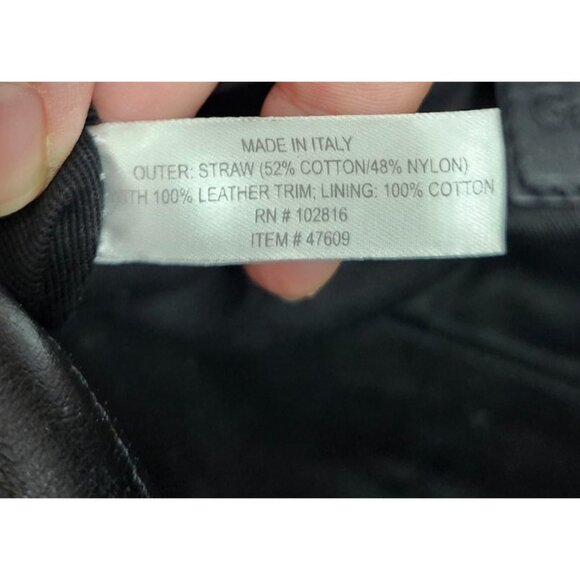 MADE IN ITALY
OUTER: STRAW (52% COTTON/48% NYLON)
WITH 100% LEATHER TRIM; LINING: 100% COTTON
RN # 102816
ITEM # 47609